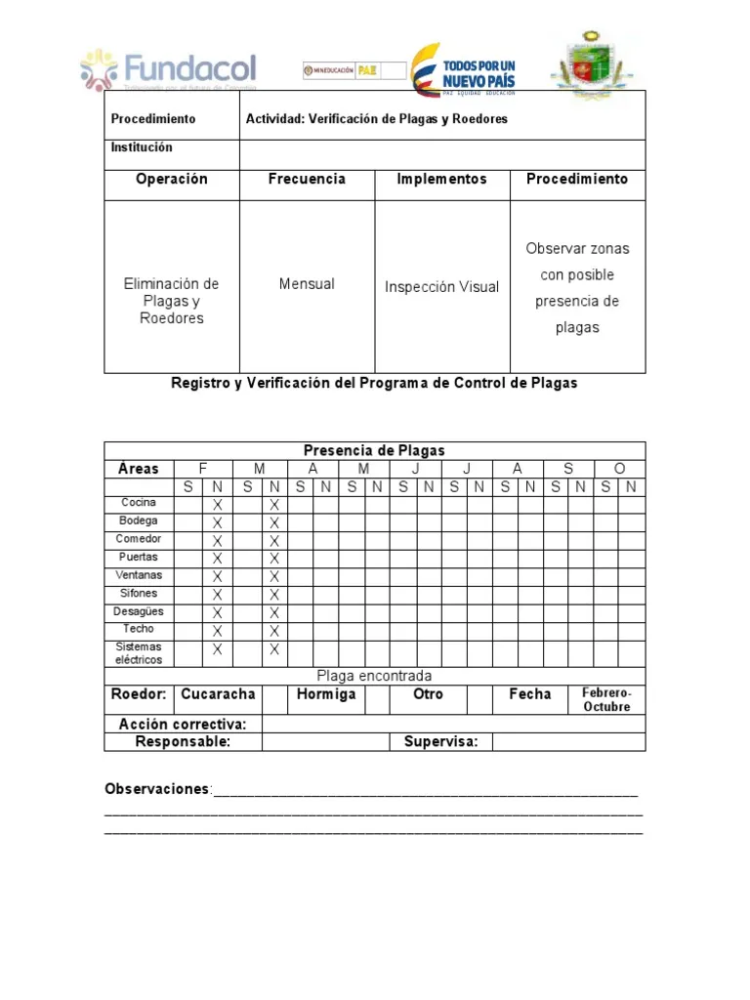 Fundacol
Trabajando por el futuro de Colombia
MINEDUCACIÓN PAE
TODOS POR UN
NUEVO PAÍS
PAZ EQUIDAD EDUCACIÓN
Procedimiento Actividad: Verificación de Plagas y Roedores
Institución
Operación Frecuencia Implementos Procedimiento
Eliminación de
Plagas y
Roedores
Mensual
Inspección Visual
Observar zonas
con posible
presencia de
plagas
Registro y Verificación del Programa de Control de Plagas
Presencia de Plagas
Áreas F M A M J J A S O
S N S N S N S N S N S N S N S N S N
Cocina X X
Bodega X X
Comedor X X
Puertas X X
Ventanas X X
Sifones X X
Desagües X X
Techo X X
Sistemas
eléctricos X X
Plaga encontrada
Roedor: Cucaracha Hormiga Otro Fecha Febrero-
Octubre
Acción correctiva:
Responsable: Supervisa:
Observaciones:____________________________________________________
__________________________________________________________________
__________________________________________________________________